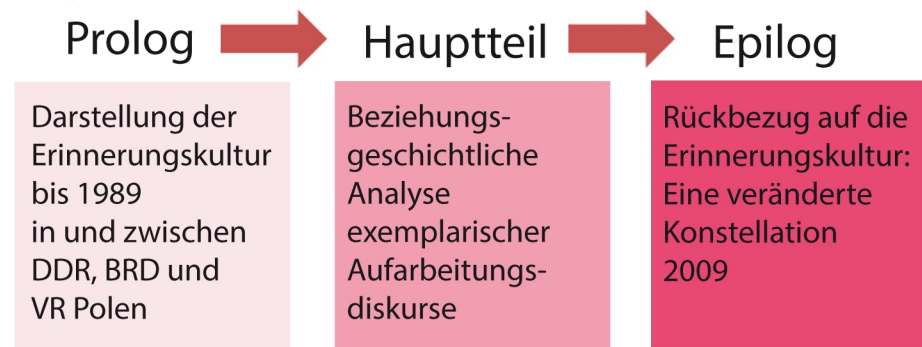 Prolog
Hauptteil
Epilog
Darstellung der
Erinnerungskultur
bis 1989
in und zwischen
DDR, BRD und
VR Polen
Beziehungs-
geschichtliche
Analyse
exemplarischer
Aufarbeitungs-
diskurse
Rückbezug auf die
Erinnerungskultur:
Eine veränderte
Konstellation
2009